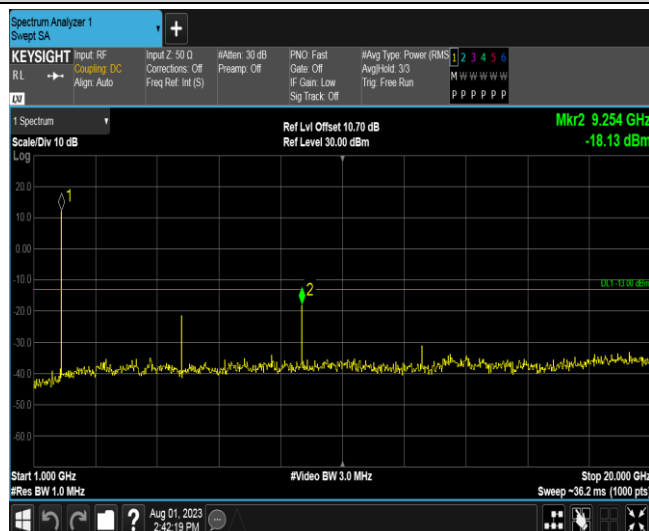 Spectrum Analyzer 1
Swept SA
+
KEYSIGHT
RL
LXI
Input: RF
Coupling: DC
Align: Auto
Input Z: 50 Ω
Corrections: Off
Freq Ref: Int (S)
#Atten: 30 dB
Preamp: Off
PNO: Fast
Gate: Off
IF Gain: Low
Sig Track: Off
#Avg Type: Power (RMS
Avg|Hold: 3/3
Trig: Free Run
1 2 3 4 5 6
M W W W W W
P P P P P P
1 Spectrum
Scale/Div 10 dB
Log
Ref Lvl Offset 10.70 dB
Ref Level 30.00 dBm
Mkr2 9.254 GHz
-18.13 dBm
20.0
1
10.0
0.00
-10.0
DL1 -13.00 dBm
2
-20.0
-30.0
-40.0
-50.0
-60.0
Start 1.000 GHz
#Res BW 1.0 MHz
#Video BW 3.0 MHz
Stop 20.000 GHz
Sweep ~36.2 ms (1000 pts)
?
Aug 01, 2023
2:42:19 PM